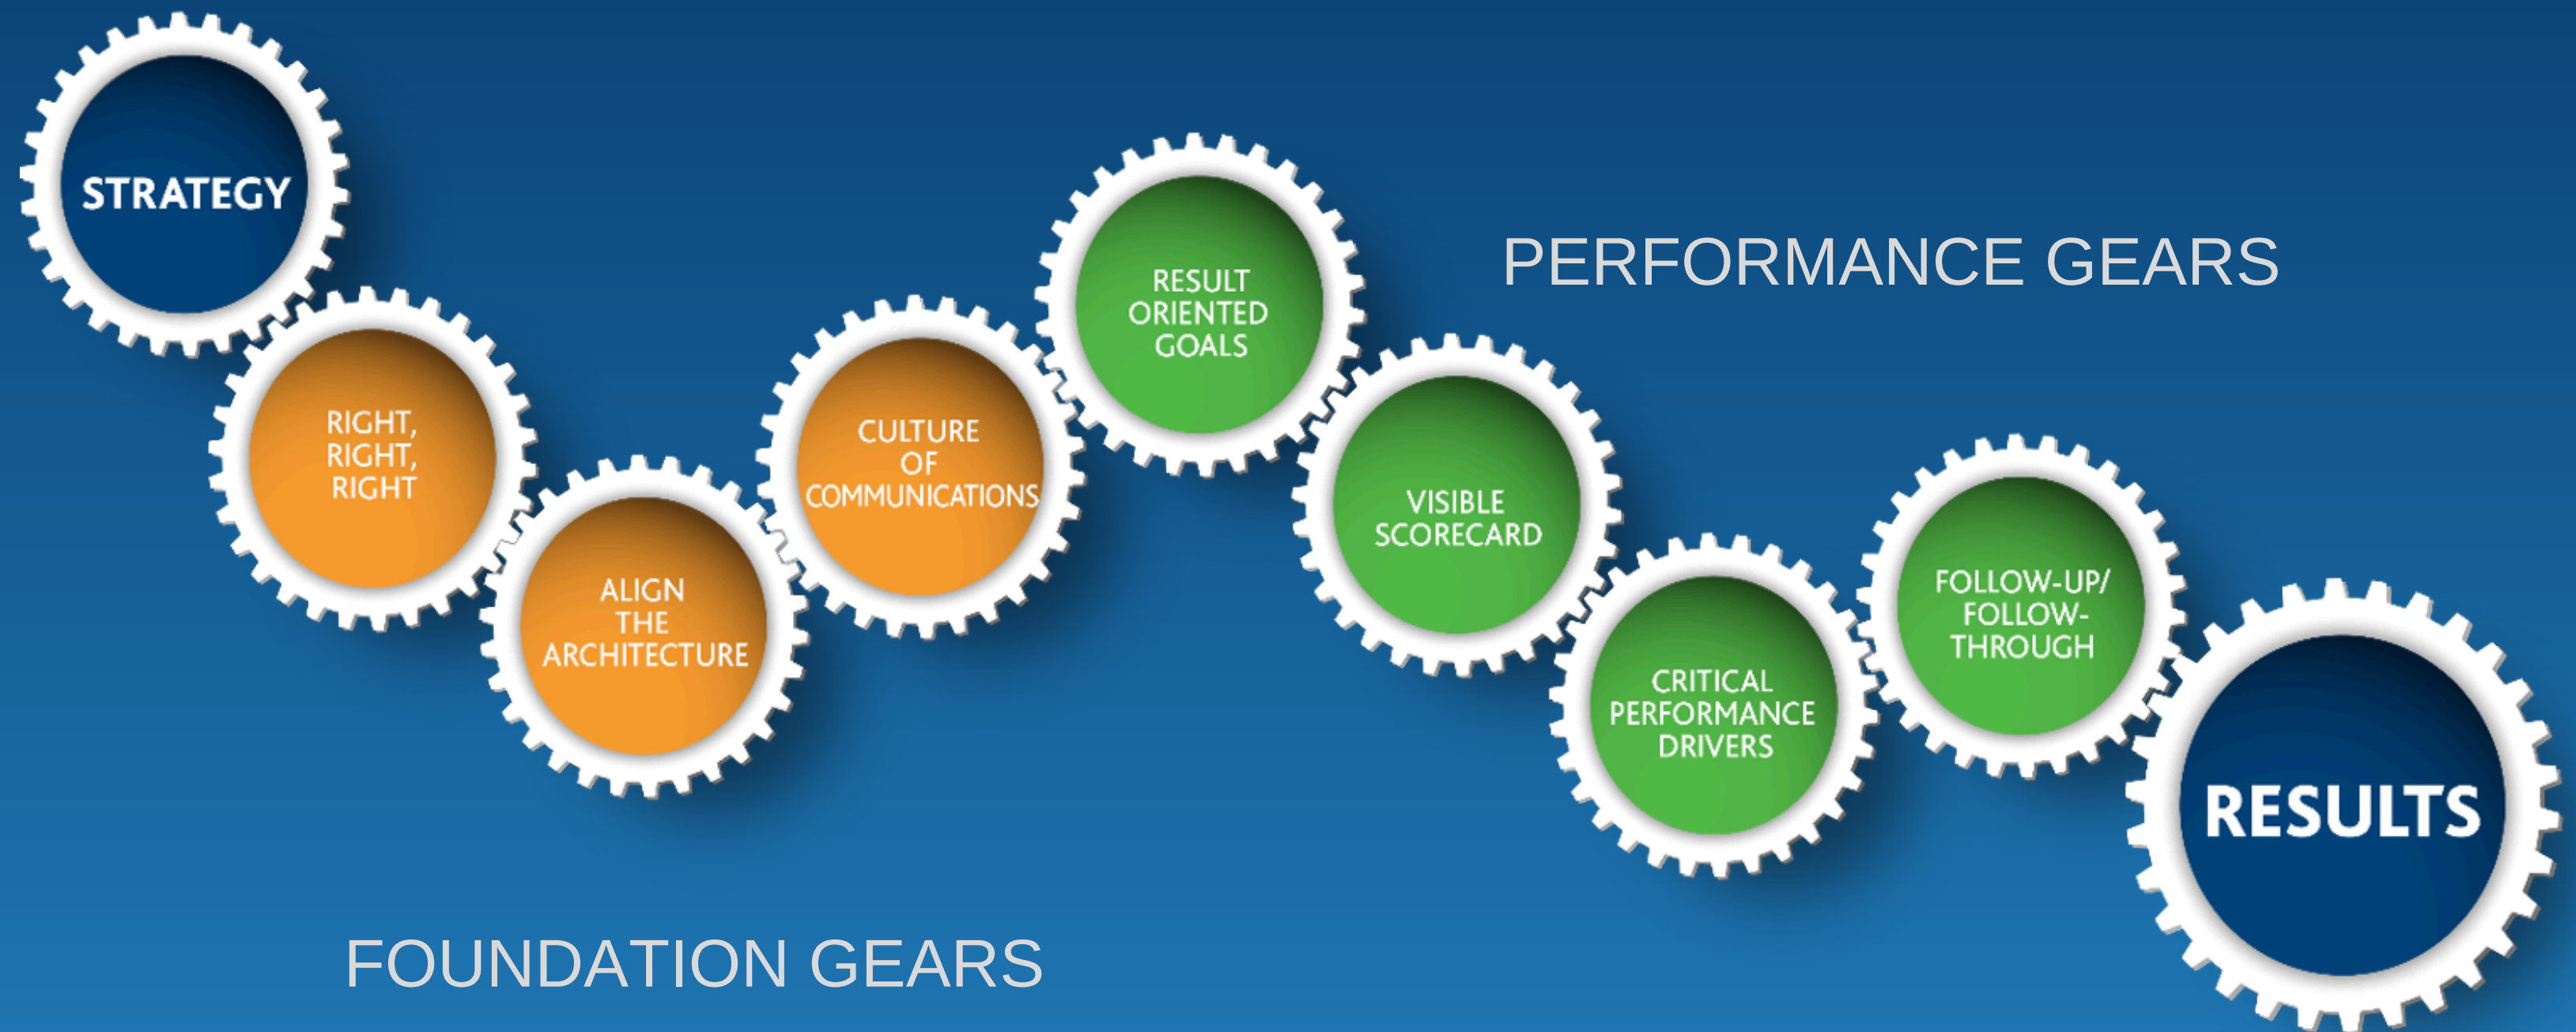 STRATEGY
RIGHT,
RIGHT,
RIGHT
ALIGN
THE
ARCHITECTURE
CULTURE
OF
COMMUNICATIONS
RESULT
ORIENTED
GOALS
PERFORMANCE GEARS
VISIBLE
SCORECARD
CRITICAL
PERFORMANCE
DRIVERS
FOLLOW-UP/
FOLLOW-
THROUGH
RESULTS
FOUNDATION GEARS